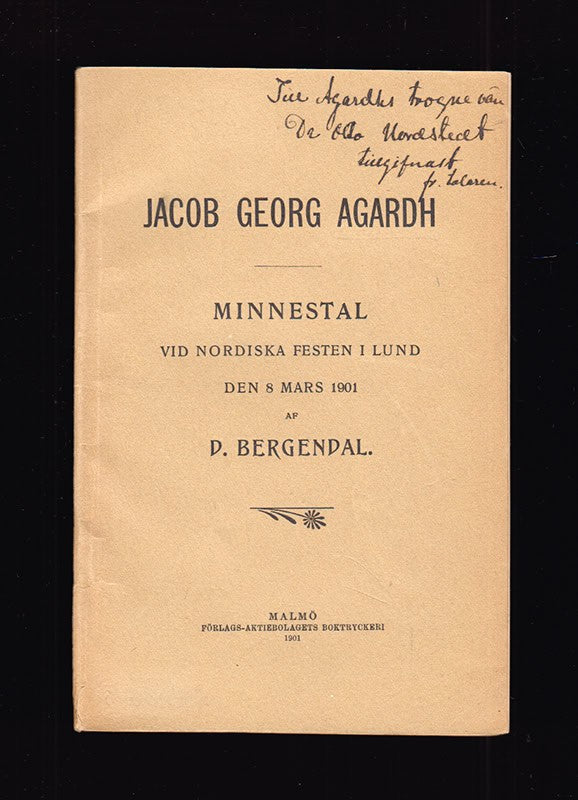 Till Agardhs trogne vän
Dr Otto Nordstedt
tillgifnast
fr. talaren.
JACOB GEORG AGARDH
MINNESTAL
VID NORDISKA FESTEN I LUND
DEN 8 MARS 1901
AF
D. BERGENDAL.
MALMÖ
FÖRLAGS-AKTIEBOLAGETS BOKTRYCKERI
1901